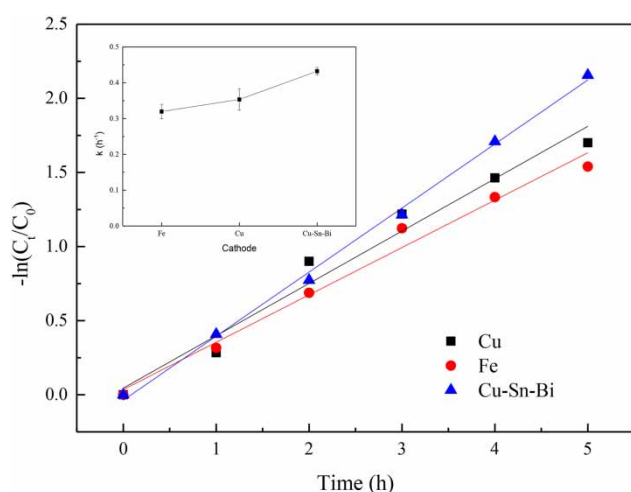 2.5
2.0
1.5
1.0
0.5
0.0
-ln(Ct/C0)
0.5
0.4
0.3
0.2
0.1
0.0
k (h-1)
Fe Cu Cu-Sn-Bi
Cathode
Cu
Fe
Cu-Sn-Bi
0 1 2 3 4 5
Time (h)